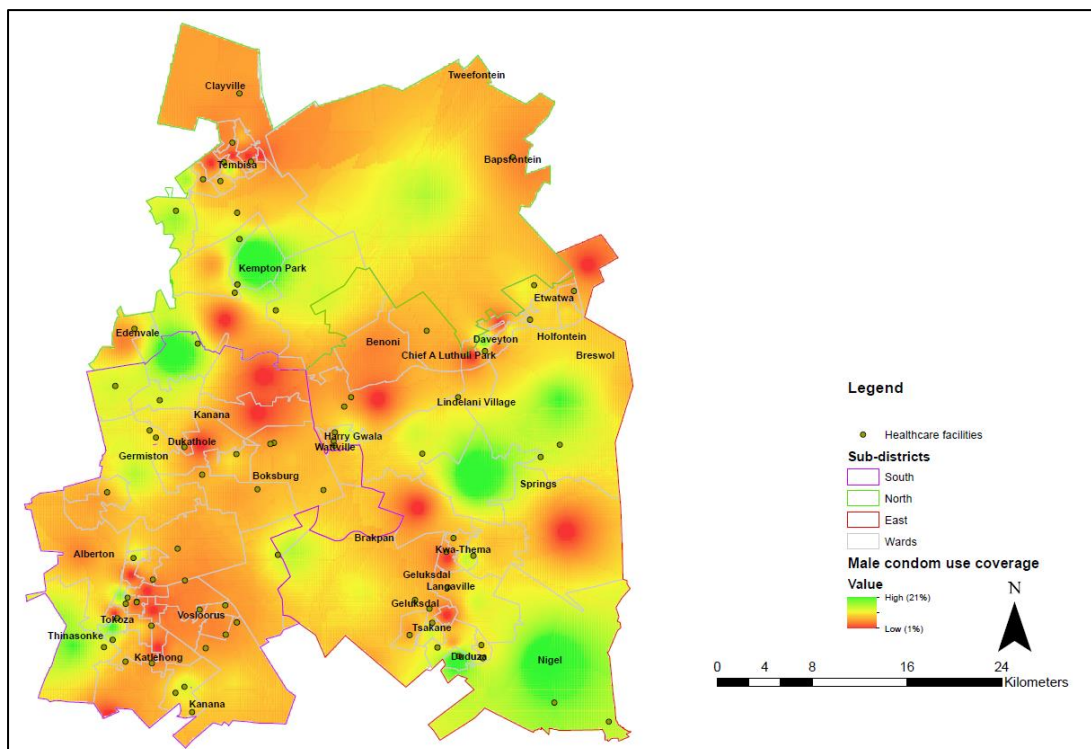 Tweefontein
Clayville
Bapsfontein
Tembisa
Kempton Park
Etwatwa
Edenvale
Holfontein
Daveyton
Benoni
Chief A Luthuli Park
Breswol
Lindelani Village
Kanana
Dukathole
Harry Gwala
Wattville
Germiston
Boksburg
Springs
Brakpan
Kwa-Thema
Alberton
Geluksdal
Langaville
Geluksdal
Vosloorus
Tokoza
Tsakane
Thinasonke
Katlehong
Duduza
Nigel
Kanana
Legend
Healthcare facilities
Sub-districts
South
North
East
Wards
Male condom use coverage
Value
High (21%)
Low (1%)
N
0 4 8 16 24
Kilometers